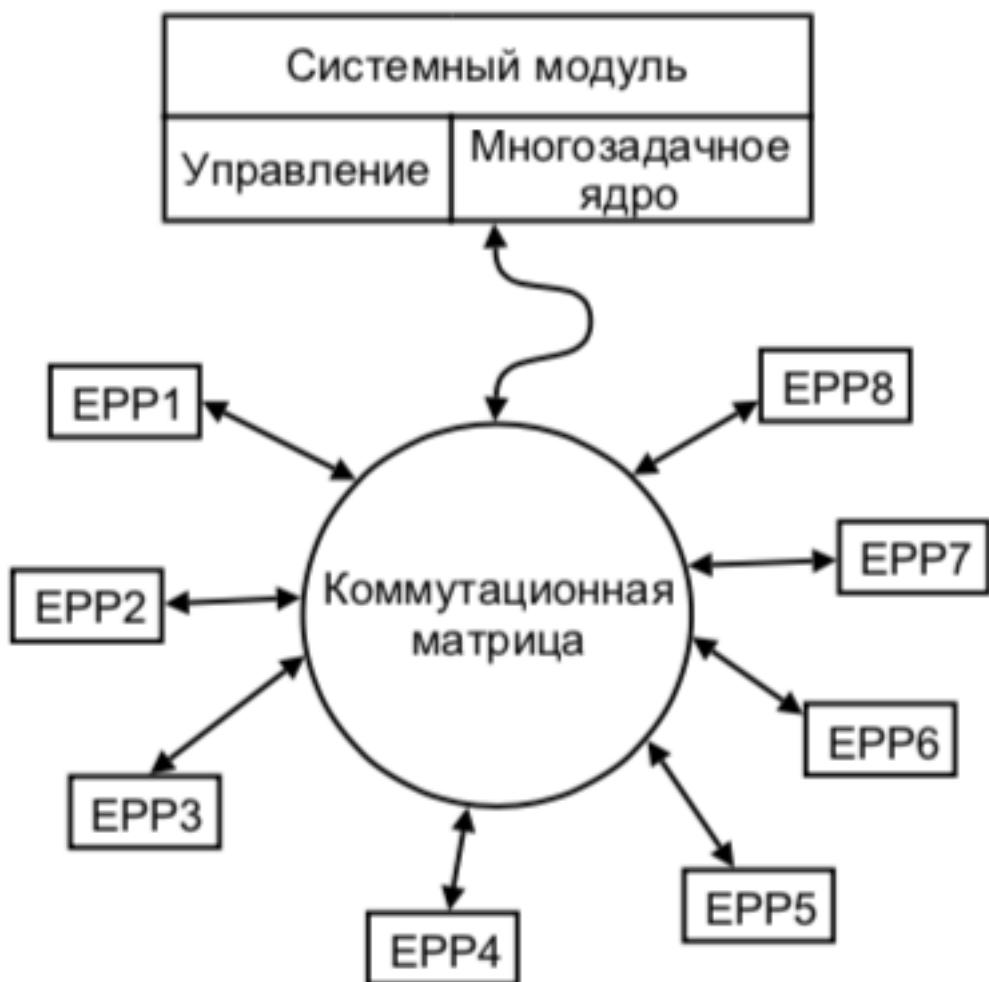 Системный модуль
Управление
Многозадачное
ядро
EPP1
EPP8
EPP7
EPP2
Коммутационная
матрица
EPP6
EPP3
EPP5
EPP4